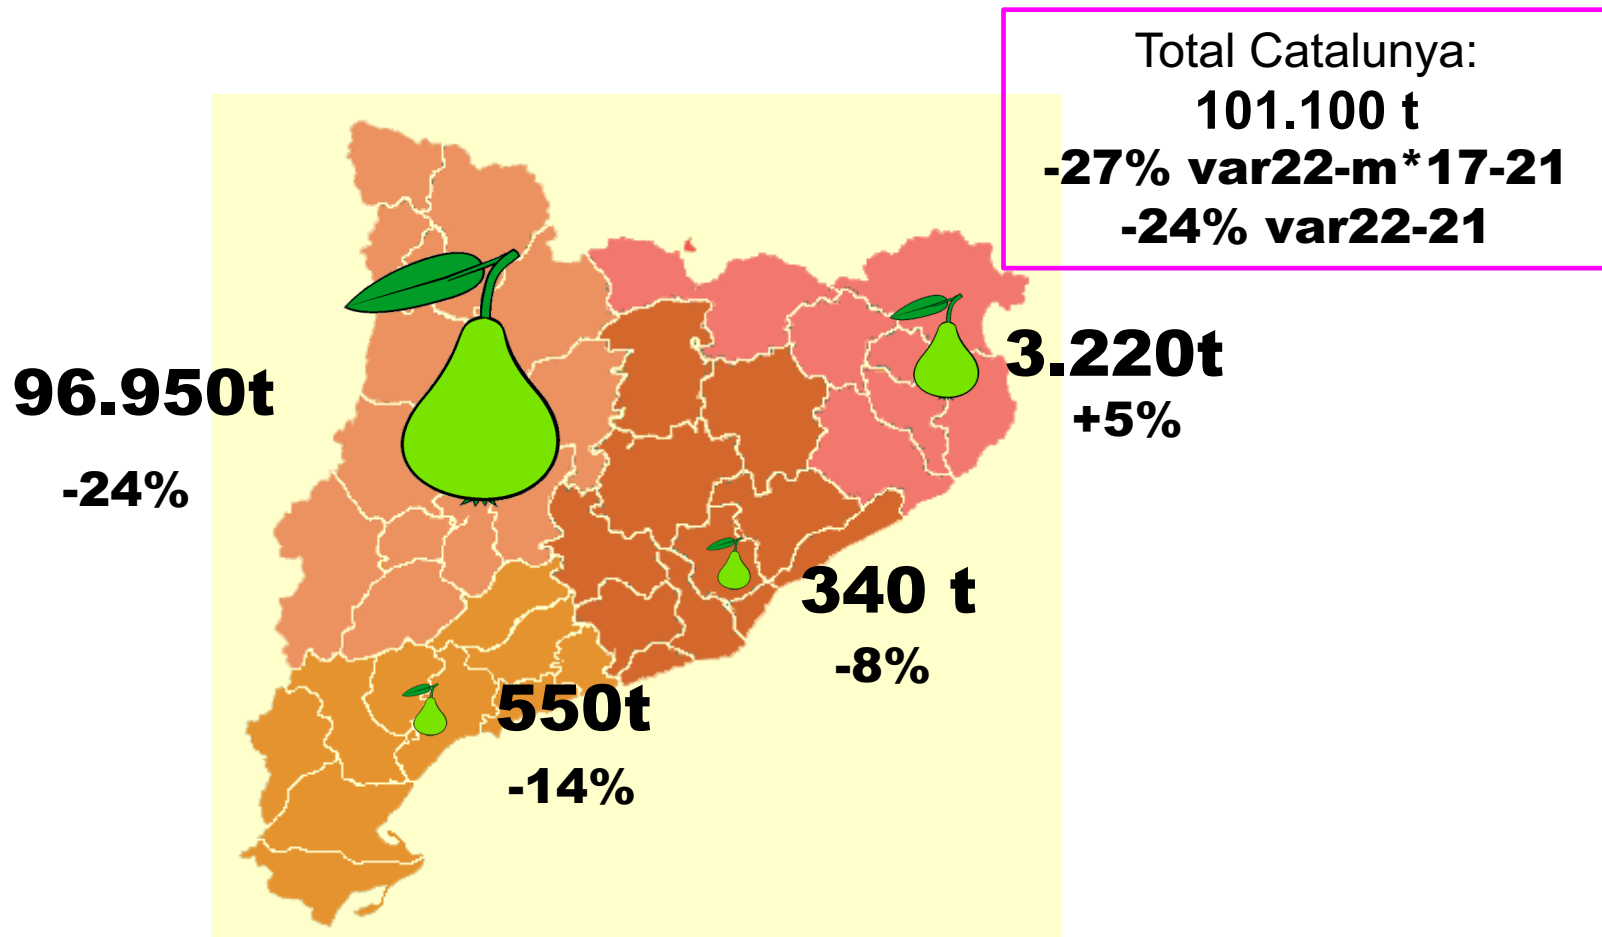 Total Catalunya:
101.100 t
-27% var22-m*17-21
-24% var22-21
96.950t
-24%
3.220t
+5%
340 t
-8%
550t
-14%